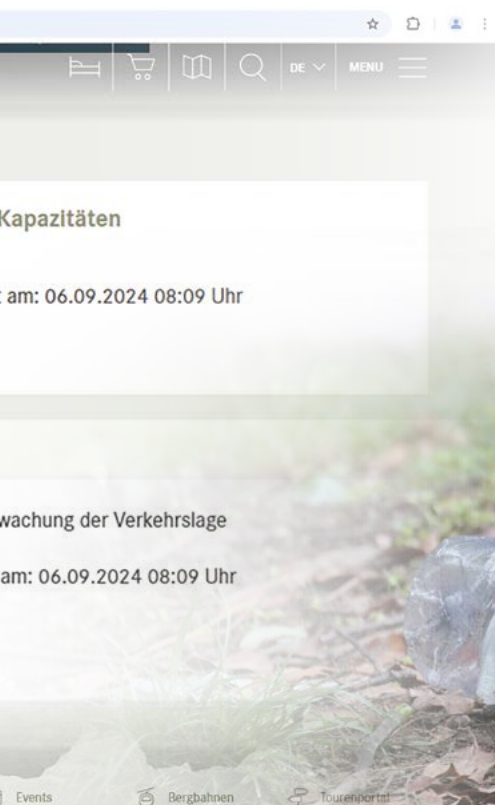 DE MENU
Kapazitäten
t am: 06.09.2024 08:09 Uhr
wachung der Verkehrslage
am: 06.09.2024 08:09 Uhr
Events Bergbahnen Tourenportal